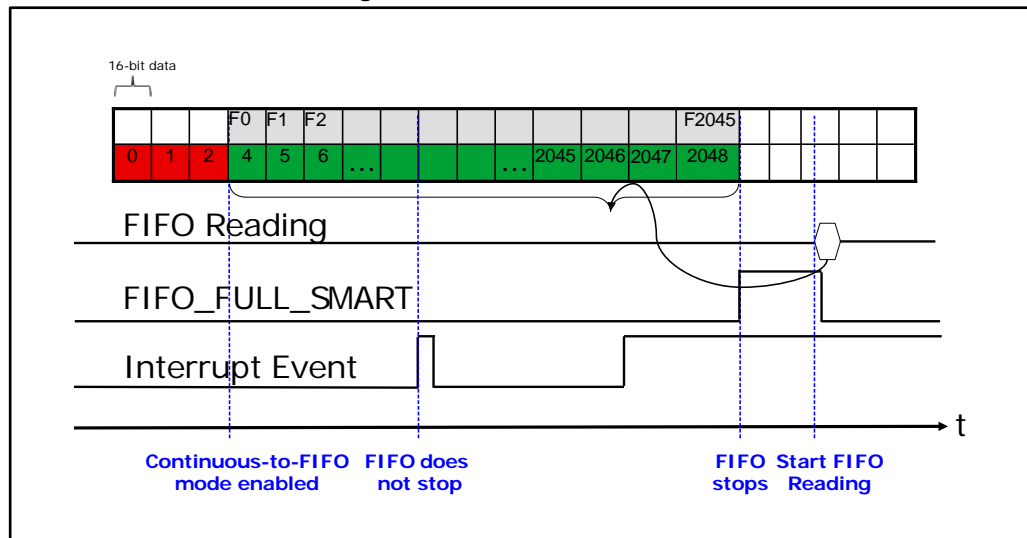 16-bit data
F0 F1 F2 F2045
0 1 2 4 5 6 ... ... 2045 2046 2047 2048
FIFO Reading
FIFO_FULL_SMART
Interrupt Event
t
Continuous-to-FIFO FIFO does FIFO Start FIFO
mode enabled not stop stops Reading